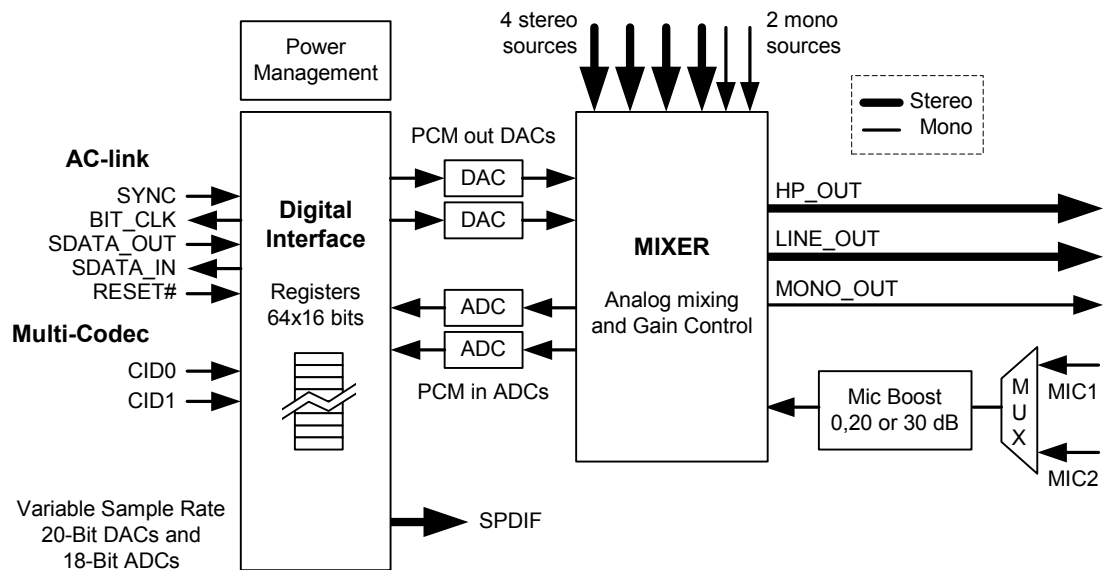 4 stereo
sources
2 mono
sources
Power
Management
Stereo
Mono
PCM out DACs
AC-link
SYNC
BIT_CLK
SDATA_OUT
SDATA_IN
RESET#
Multi-Codec
CID0
CID1
Digital
Interface
Registers
64x16 bits
DAC
DAC
ADC
ADC
PCM in ADCs
MIXER
Analog mixing
and Gain Control
HP_OUT
LINE_OUT
MONO_OUT
Mic Boost
0,20 or 30 dB
MUX
MIC1
MIC2
Variable Sample Rate
20-Bit DACs and
18-Bit ADCs
SPDIF